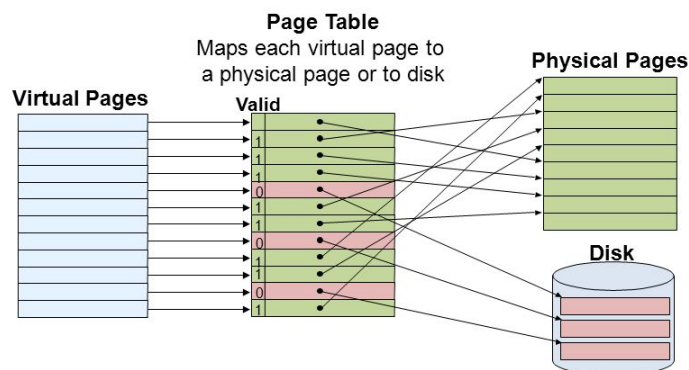 Page Table
Maps each virtual page to
a physical page or to disk
Virtual Pages
Valid
Physical Pages
1
1
1
0
1
1
0
1
1
0
1
Disk